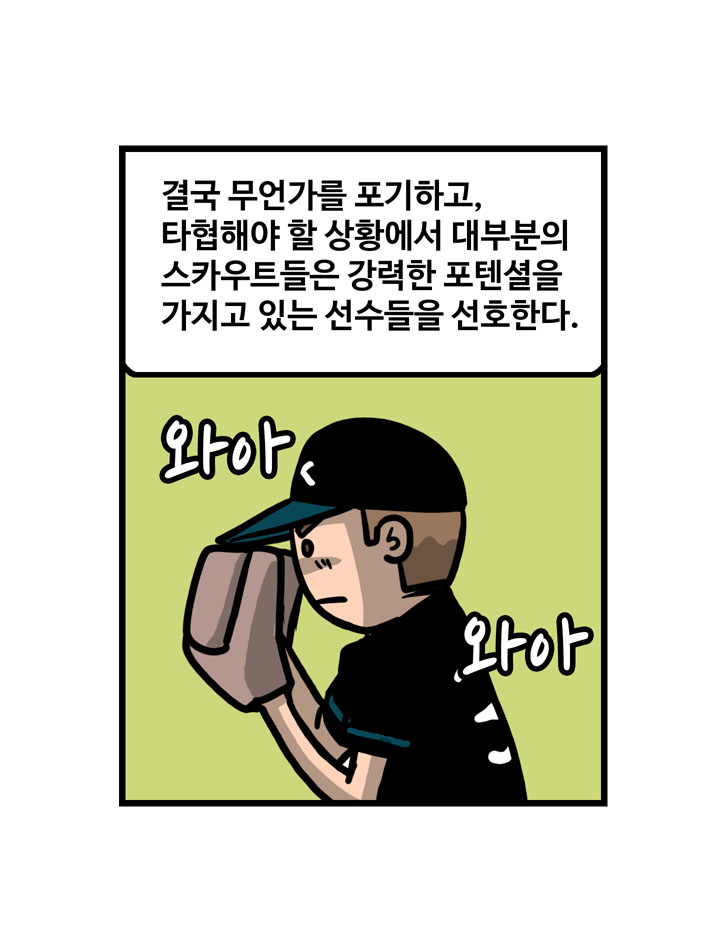 결국 무언가를 포기하고,
타협해야 할 상황에서 대부분의
스카우트들은 강력한 포텐셜을
가지고 있는 선수들을 선호한다.
와아
와아